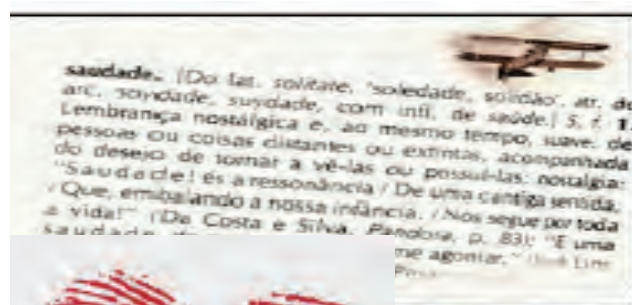 saudade. [Do lat. solitate, 'soledade, solidão', atr. do
arc. soydade, suydade, com infl. de saúde.] S. f. 1.
Lembrança nostálgica e, ao mesmo tempo, suave, de
pessoas ou coisas distantes ou extintas, acompanhada
do desejo de tornar a vê-las ou possuí-las; nostalgia:
"Saudade! és a ressonância / De uma cantiga sentida,
/ Que, embalando a nossa infância, / Nos segue por toda
a vida!" (Da Costa e Silva, Pandora, p. 83); "E uma
saudade me agoniar."